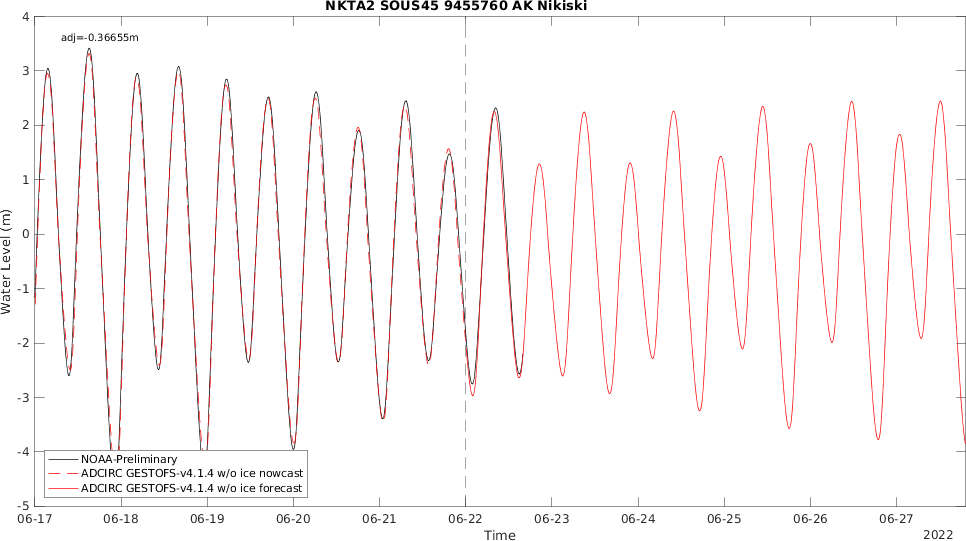 NKTA2 SOUS45 9455760 AK Nikiski
adj=-0.36655m
4
3
2
1
0
-1
-2
-3
-4
-5
Water Level (m)
NOAA-Preliminary
ADCIRC GESTOFS-v4.1.4 w/o ice nowcast
ADCIRC GESTOFS-v4.1.4 w/o ice forecast
06-17 06-18 06-19 06-20 06-21 06-22 06-23 06-24 06-25 06-26 06-27
Time
2022